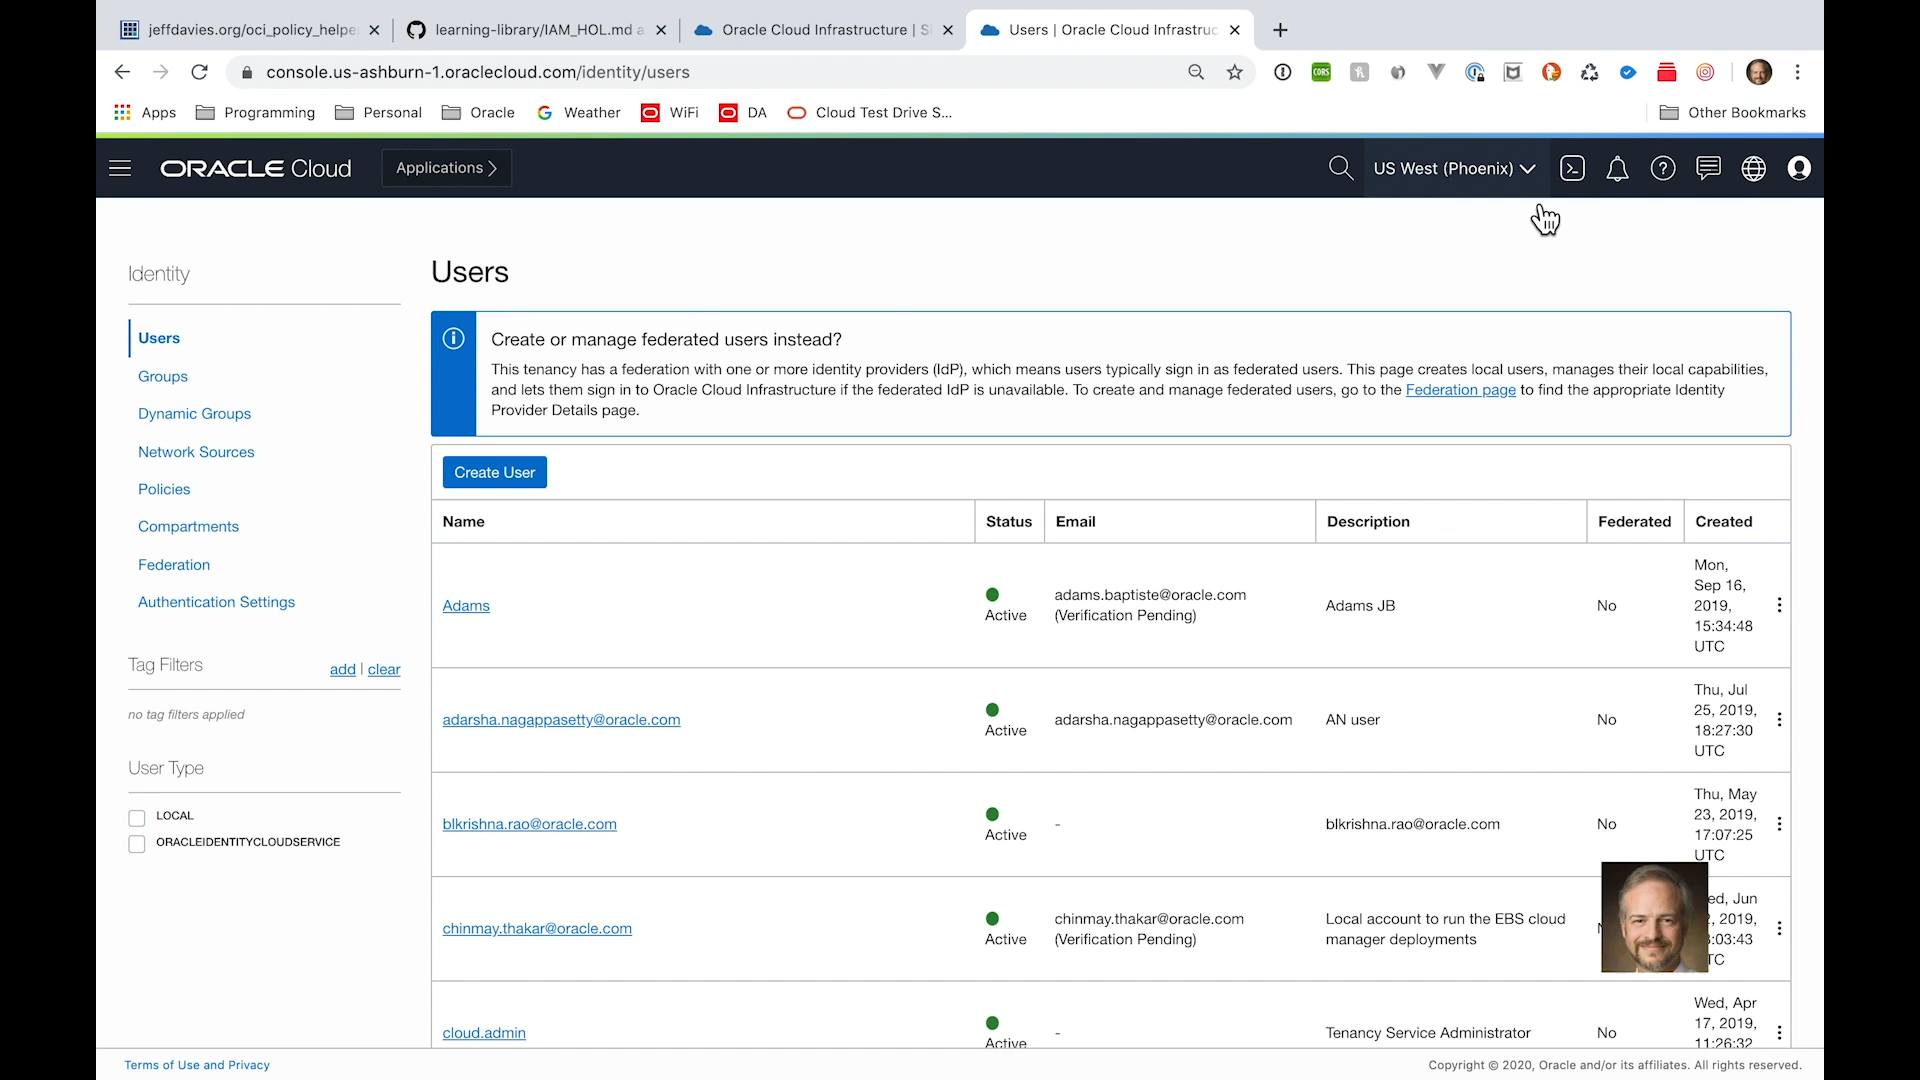 jeffdavies.org/oci_policy_helpe
learning-library/IAM_HOL.md a
Oracle Cloud Infrastructure | Si
Users | Oracle Cloud Infrastruc
console.us-ashburn-1.oraclecloud.com/identity/users
CORS
Apps
Programming
Personal
Oracle
Weather
WiFi
DA
Cloud Test Drive S...
Other Bookmarks
ORACLE Cloud
Applications
US West (Phoenix)
Identity
Users
Groups
Dynamic Groups
Network Sources
Policies
Compartments
Federation
Authentication Settings
Tag Filters
add | clear
no tag filters applied
User Type
LOCAL
ORACLEIDENTITYCLOUDSERVICE
Users
Create or manage federated users instead?
This tenancy has a federation with one or more identity providers (IdP), which means users typically sign in as federated users. This page creates local users, manages their local capabilities,
and lets them sign in to Oracle Cloud Infrastructure if the federated IdP is unavailable. To create and manage federated users, go to the Federation page to find the appropriate Identity
Provider Details page.
Create User
Name Status Email Description Federated Created
Adams
Active
adams.baptiste@oracle.com
(Verification Pending)
Adams JB
No
Mon,
Sep 16,
2019,
15:34:48
UTC
adarsha.nagappasetty@oracle.com
Active
adarsha.nagappasetty@oracle.com
AN user
No
Thu, Jul
25, 2019,
18:27:30
UTC
blkrishna.rao@oracle.com
Active
-
blkrishna.rao@oracle.com
No
Thu, May
23, 2019,
17:07:25
UTC
chinmay.thakar@oracle.com
Active
chinmay.thakar@oracle.com
(Verification Pending)
Local account to run the EBS cloud
manager deployments
ed, Jun
, 2019,
:03:43
TC
cloud.admin
Active
-
Tenancy Service Administrator
No
Wed, Apr
17, 2019,
11:26:32
Terms of Use and Privacy
Copyright © 2020, Oracle and/or its affiliates. All rights reserved.